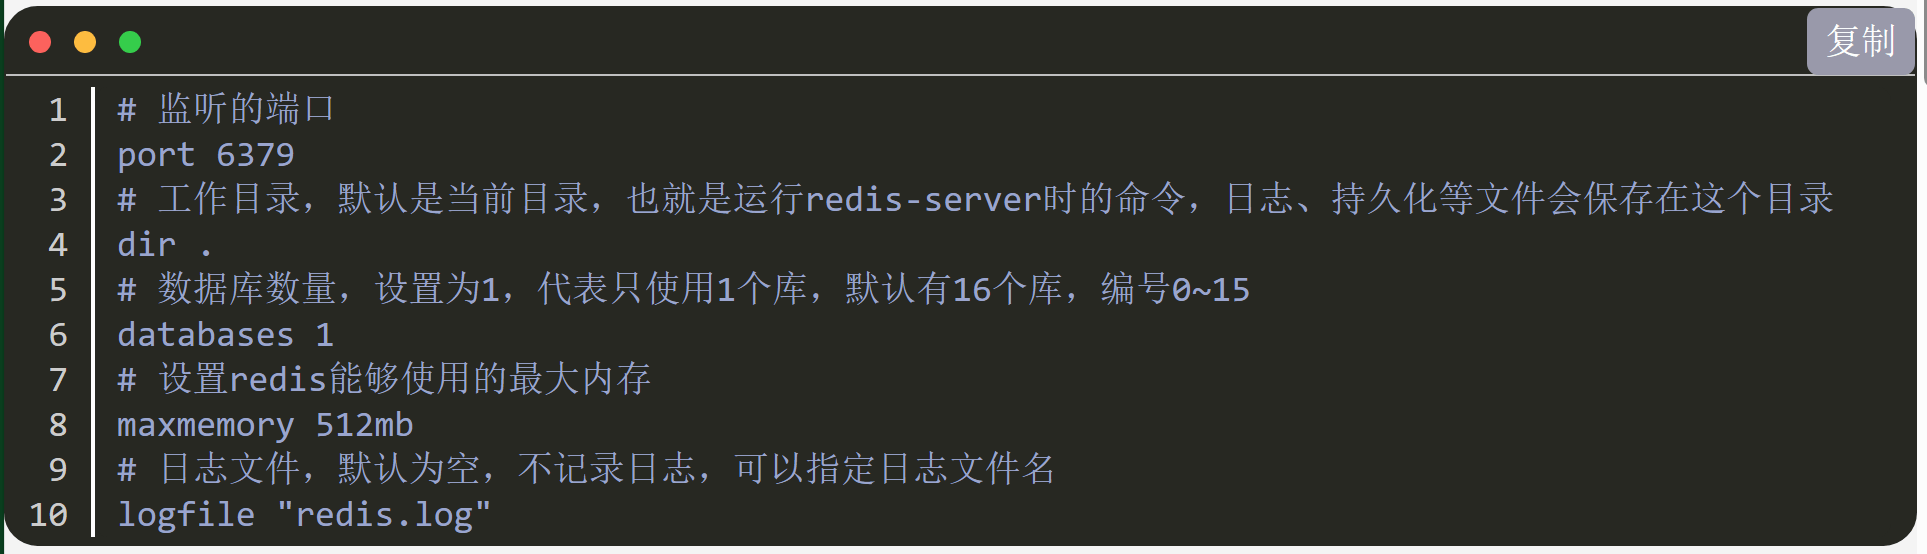 复制
1 # 监听的端口
2 port 6379
3 # 工作目录，默认是当前目录，也就是运行redis-server时的命令，日志、持久化等文件会保存在这个目录
4 dir .
5 # 数据库数量，设置为1，代表只使用1个库，默认有16个库，编号0~15
6 databases 1
7 # 设置redis能够使用的最大内存
8 maxmemory 512mb
9 # 日志文件，默认为空，不记录日志，可以指定日志文件名
10 logfile "redis.log"